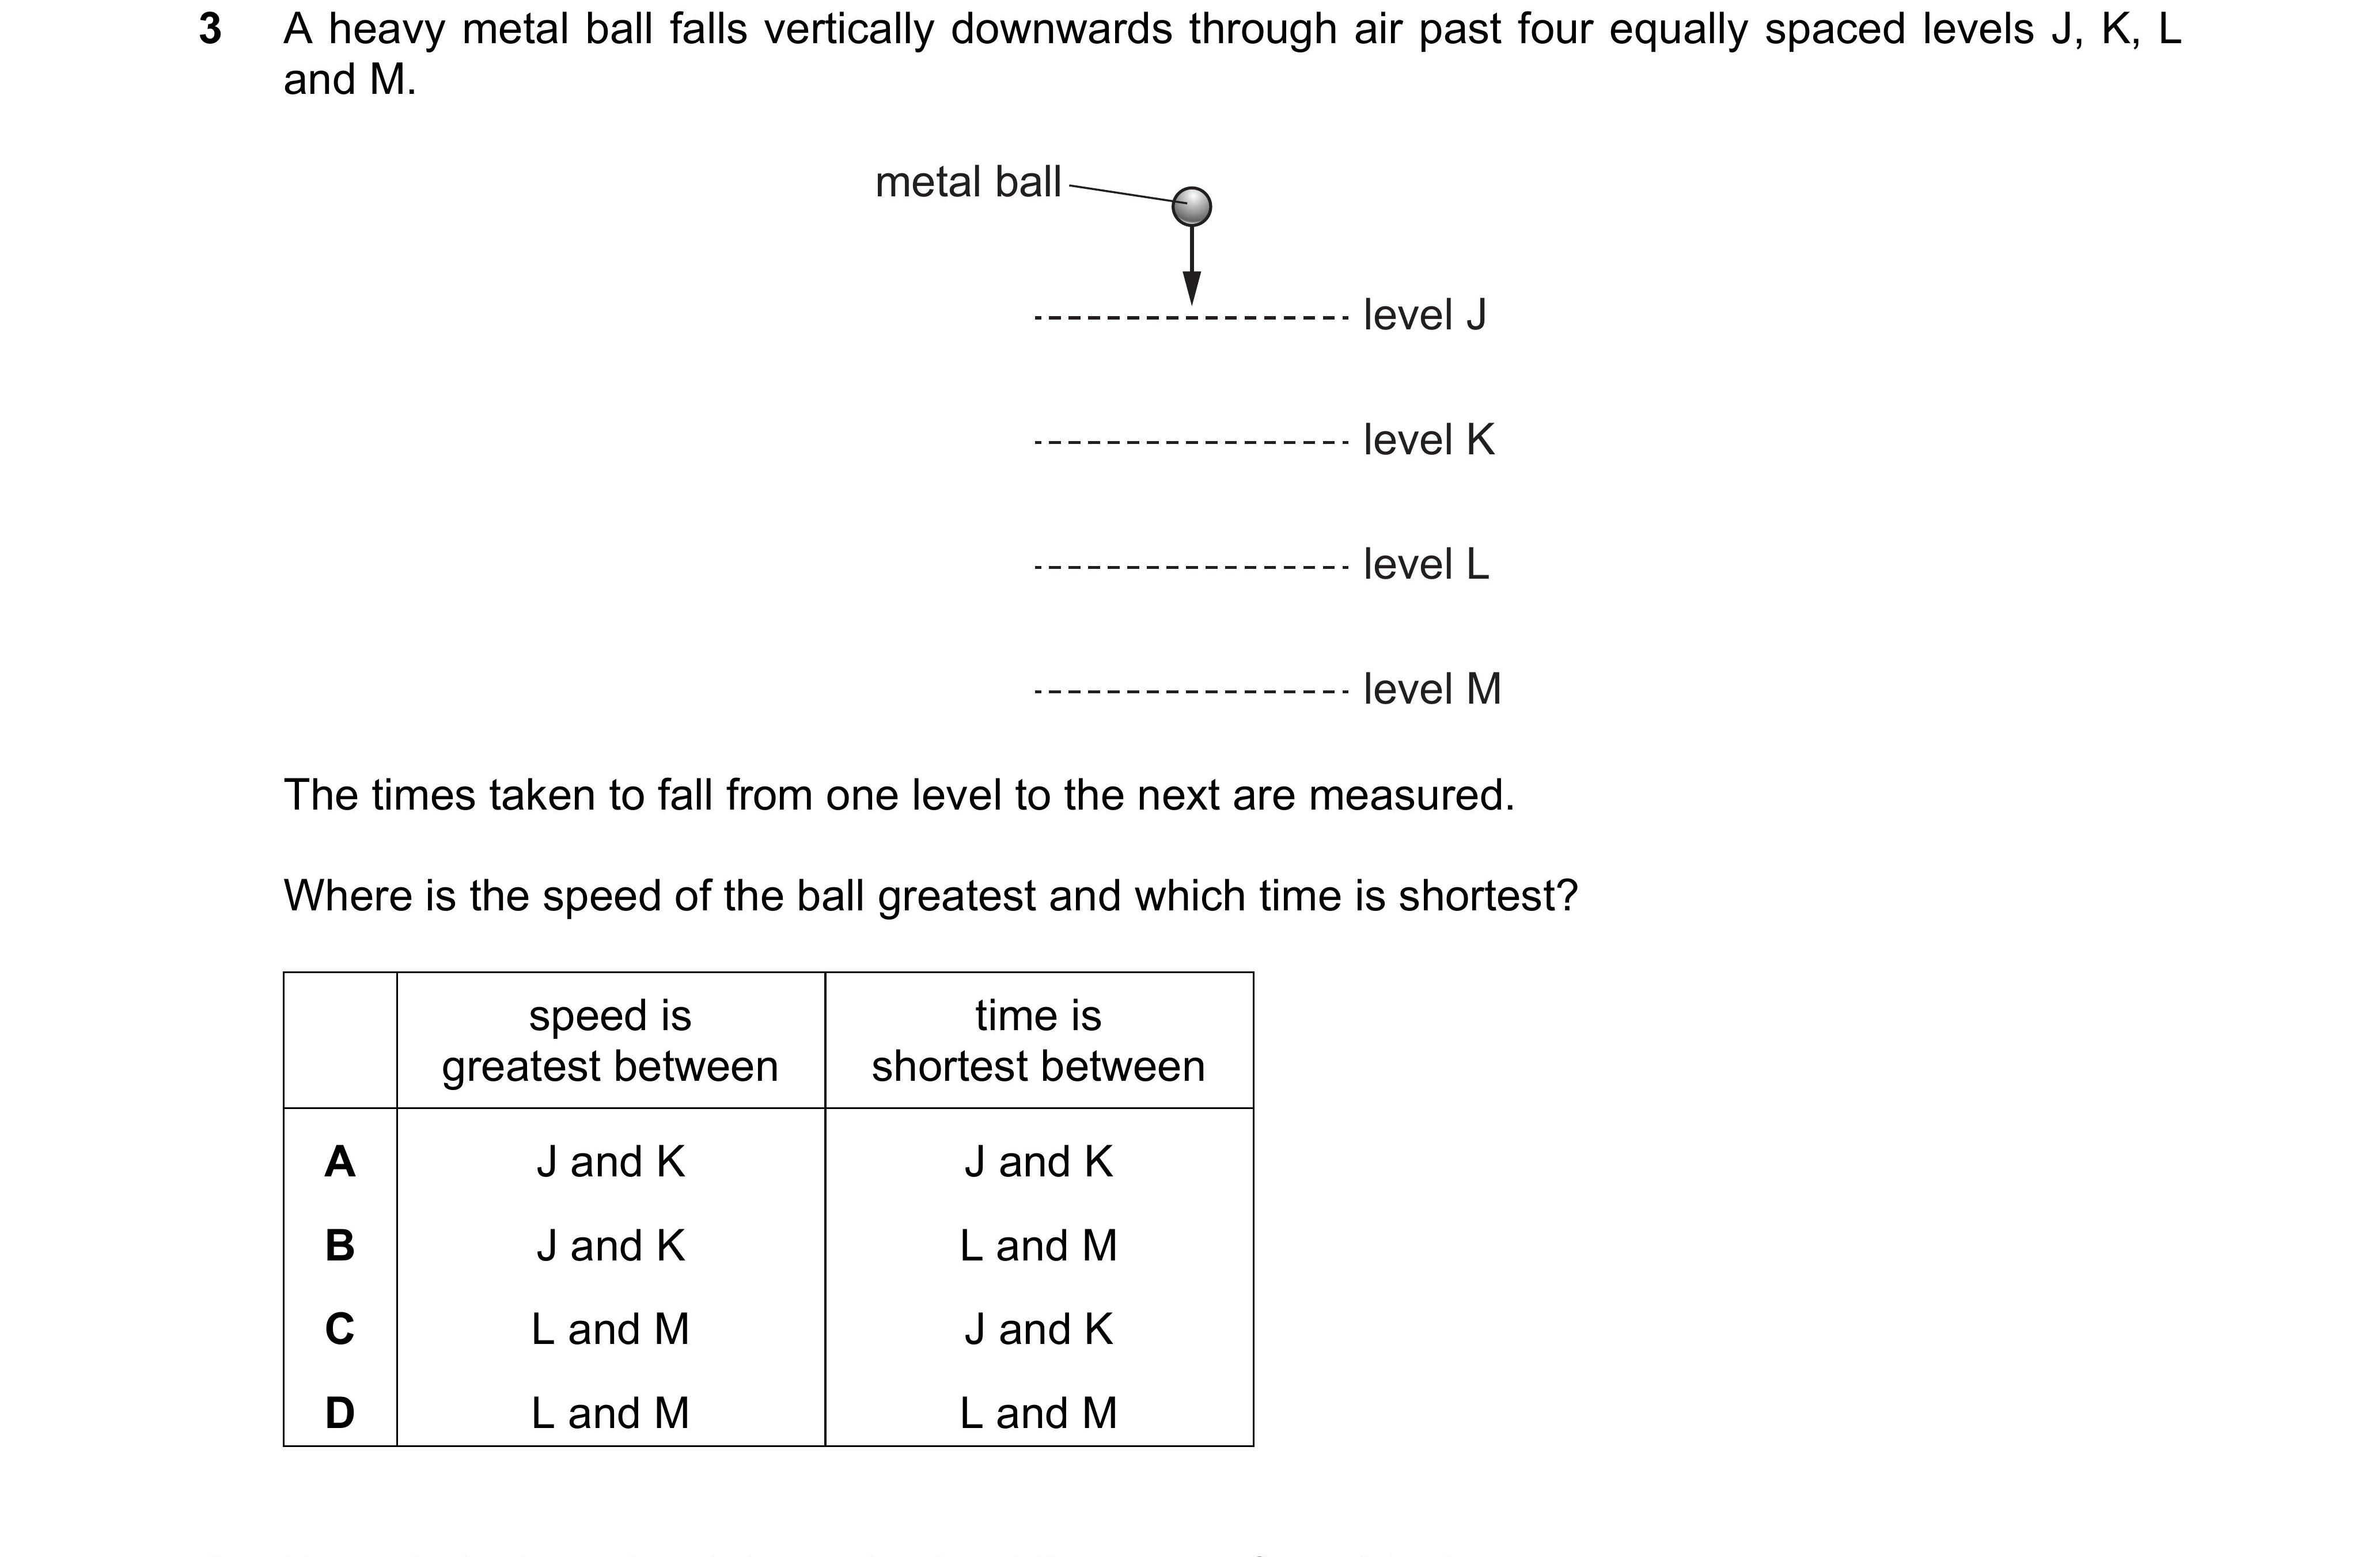 3 A heavy metal ball falls vertically downwards through air past four equally spaced levels J, K, L
and M.
metal ball
level J
level K
level L
level M
The times taken to fall from one level to the next are measured.
Where is the speed of the ball greatest and which time is shortest?
speed is greatest between time is shortest between
A J and K J and K
B J and K L and M
C L and M J and K
D L and M L and M